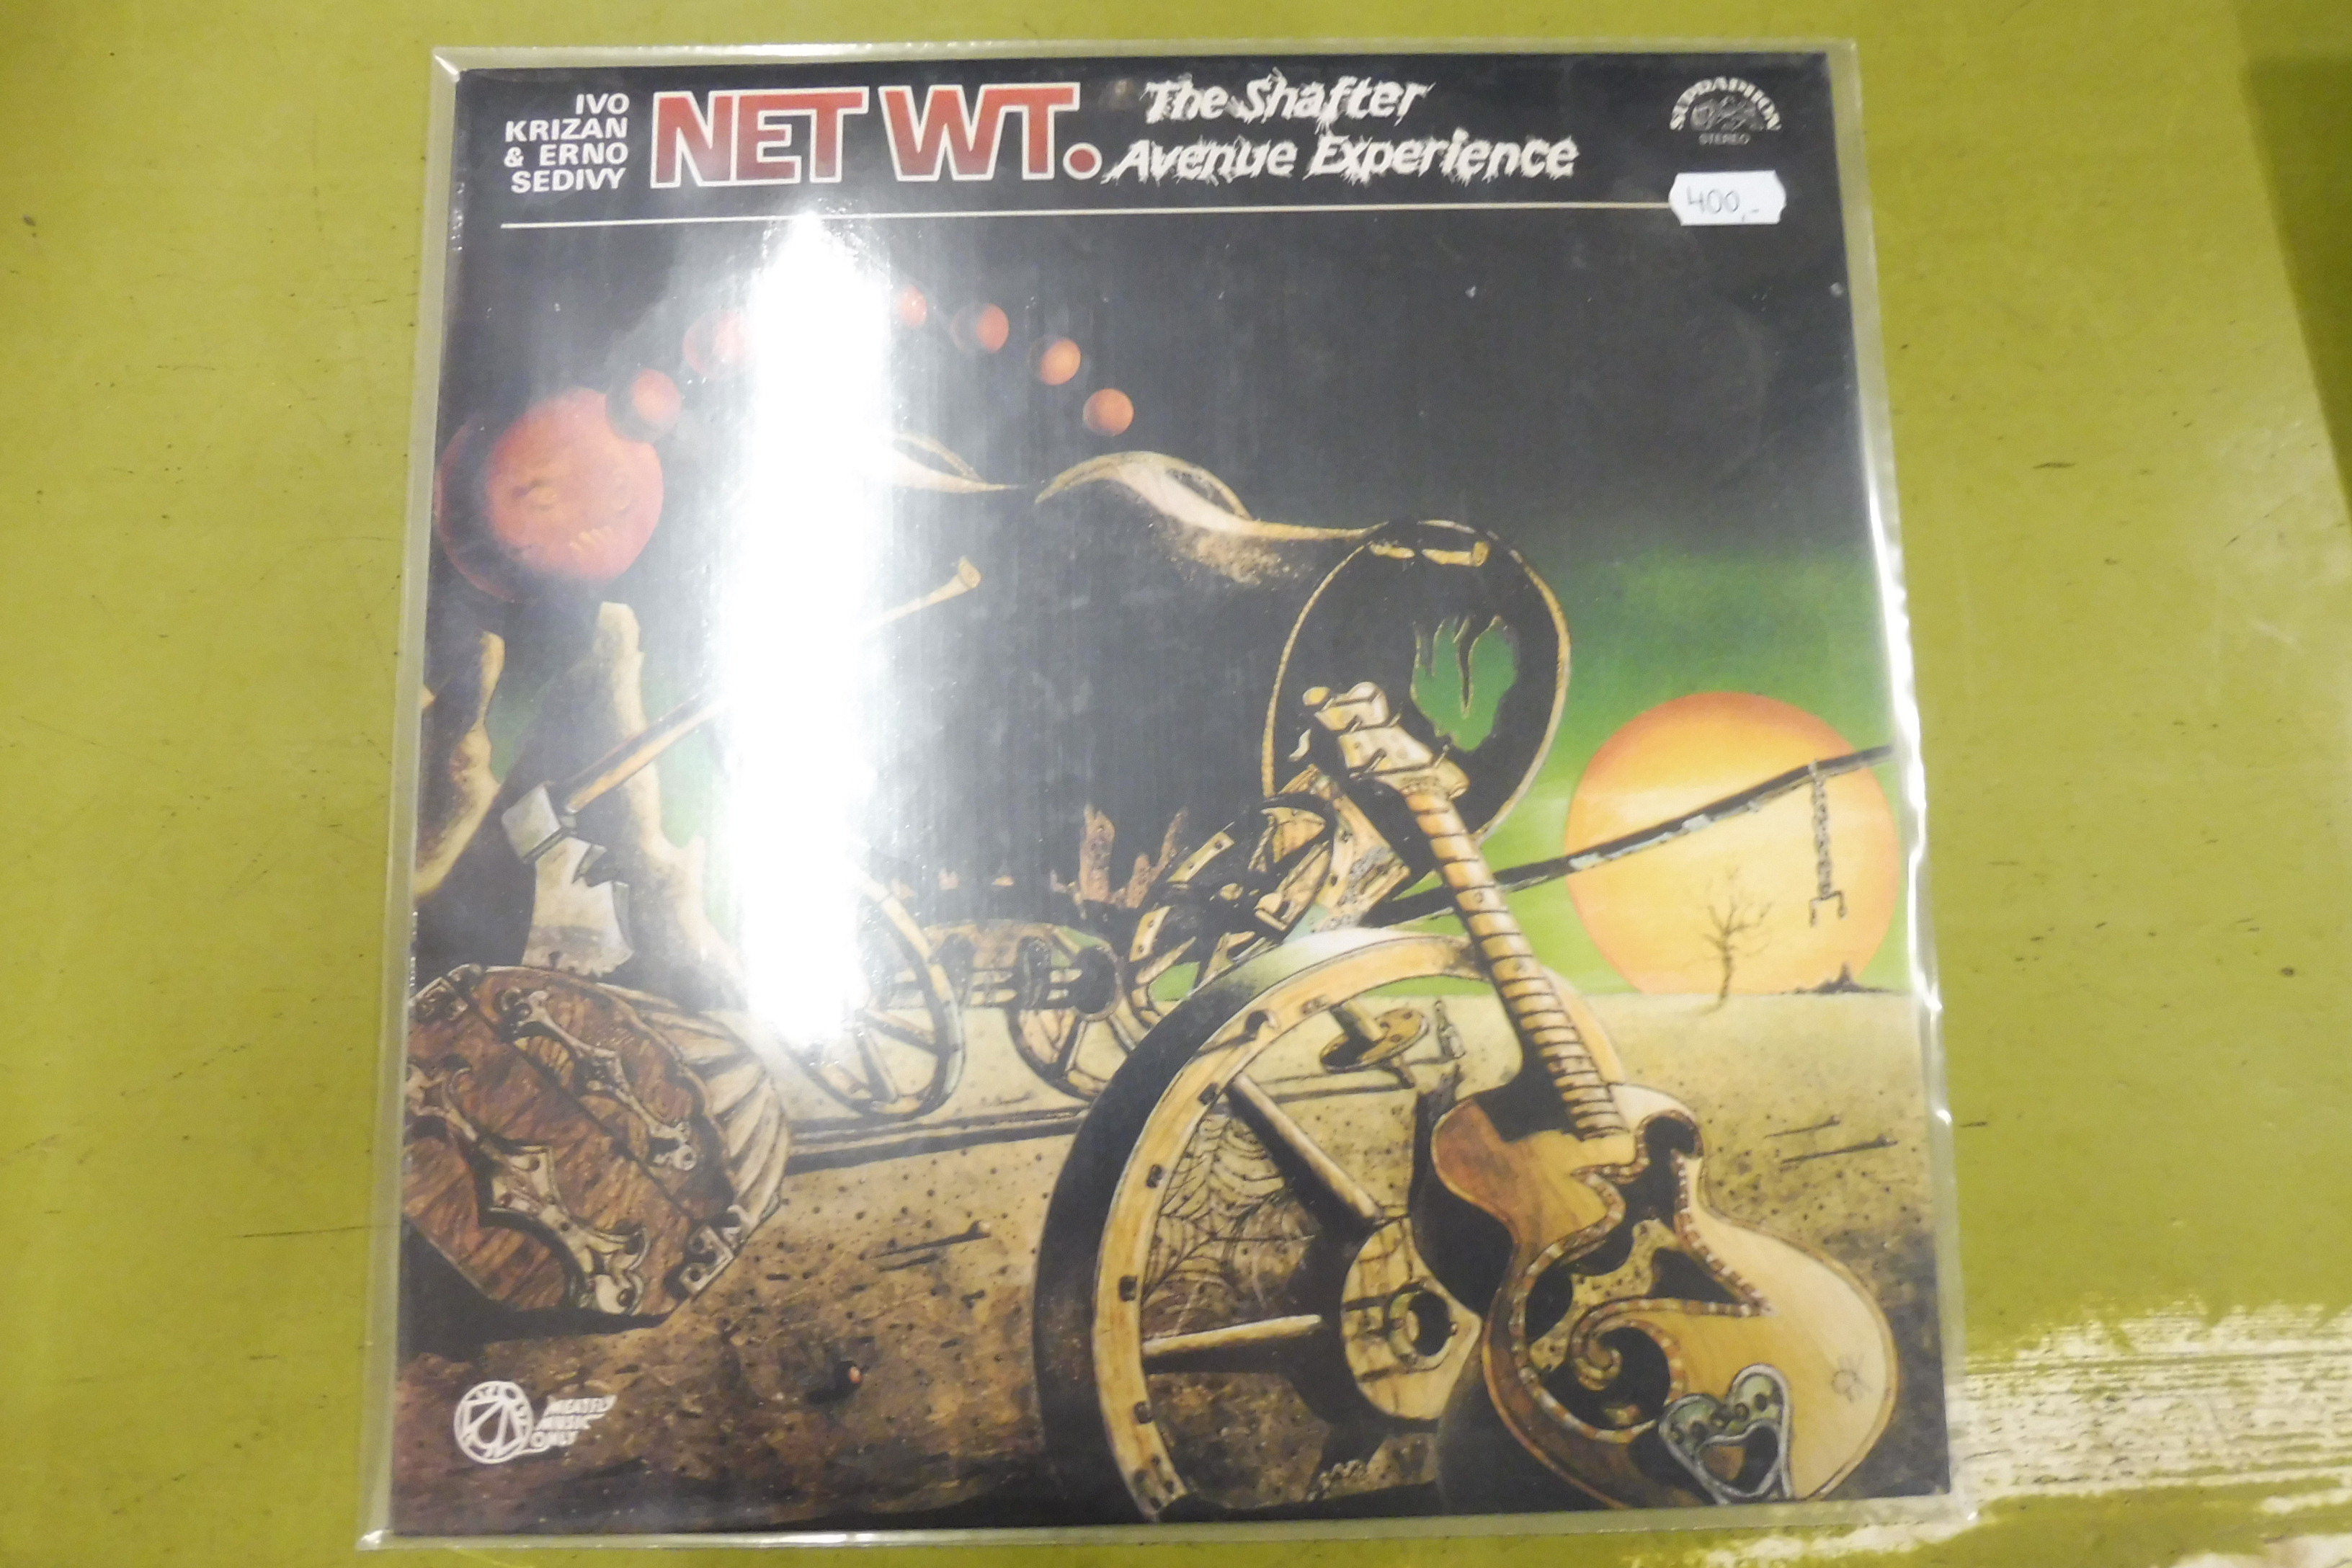 IVO
KRIZAN
& ERNO
SEDIVY
NET WT.
The Shafter
Avenue Experience
SUPRAPHON
STEREO
400,-
MEATFLY
MUSIC
ONLY